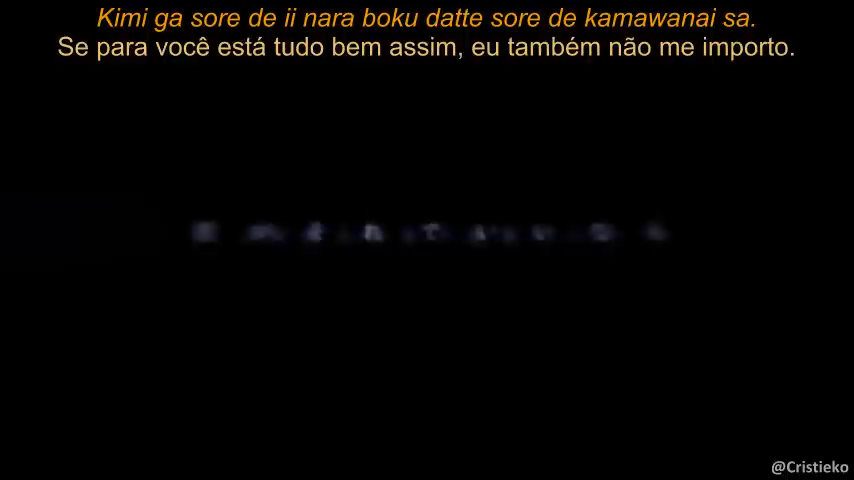 Kimi ga sore de ii nara boku datte sore de kamawanai sa.
Se para você está tudo bem assim, eu também não me importo.
@Cristieko